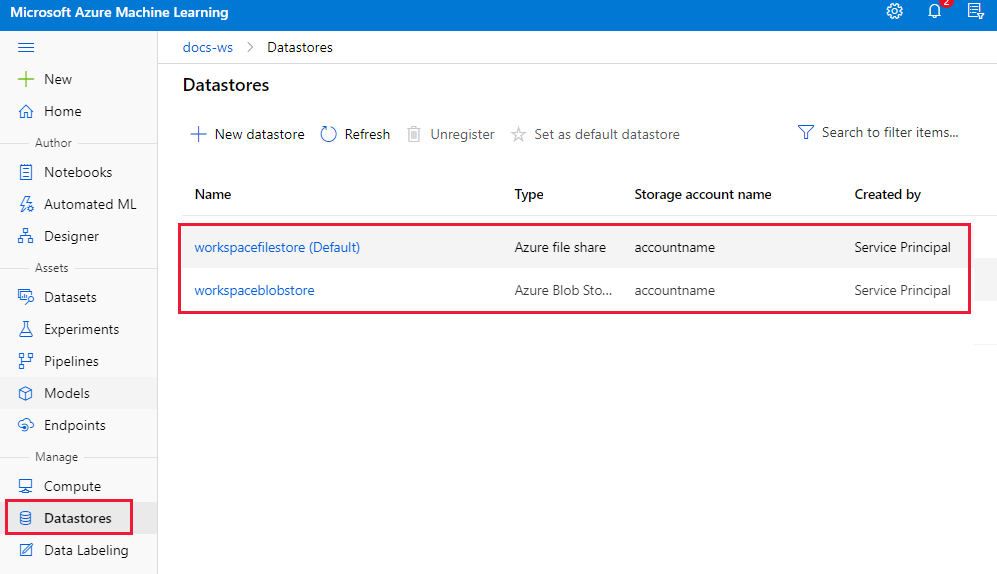 Microsoft Azure Machine Learning
2
docs-ws > Datastores
New
Home
Author
Notebooks
Automated ML
Designer
Assets
Datasets
Experiments
Pipelines
Models
Endpoints
Manage
Compute
Datastores
Data Labeling
Datastores
New datastore Refresh Unregister Set as default datastore Search to filter items...
Name Type Storage account name Created by
workspacefilestore (Default) Azure file share accountname Service Principal
workspaceblobstore Azure Blob Sto... accountname Service Principal